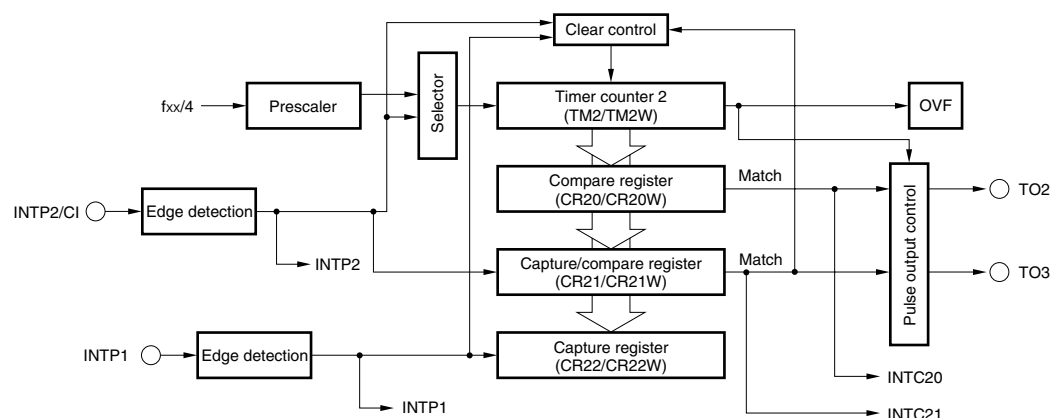 Clear control
fxx/4
Prescaler
Selector
Timer counter 2
(TM2/TM2W)
OVF
Compare register
(CR20/CR20W)
Match
INTP2/CI
Edge detection
INTP2
Capture/compare register
(CR21/CR21W)
Match
Pulse output control
TO2
TO3
INTP1
Edge detection
Capture register
(CR22/CR22W)
INTP1
INTC20
INTC21